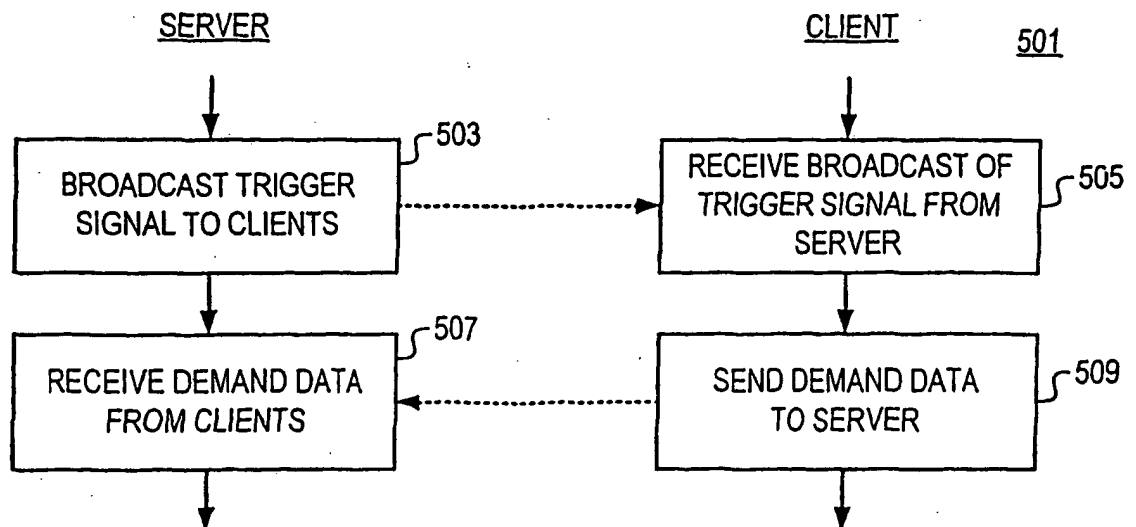 SERVER
CLIENT
501
503
BROADCAST TRIGGER
SIGNAL TO CLIENTS
RECEIVE BROADCAST OF
TRIGGER SIGNAL FROM
SERVER
505
507
RECEIVE DEMAND DATA
FROM CLIENTS
SEND DEMAND DATA
TO SERVER
509